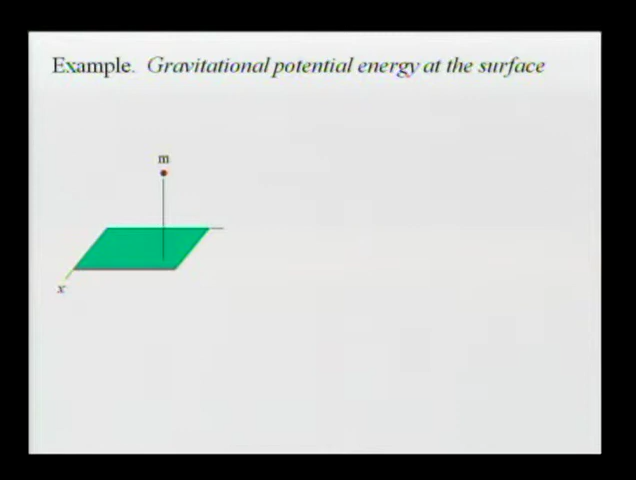 Example. Gravitational potential energy at the surface
m
x